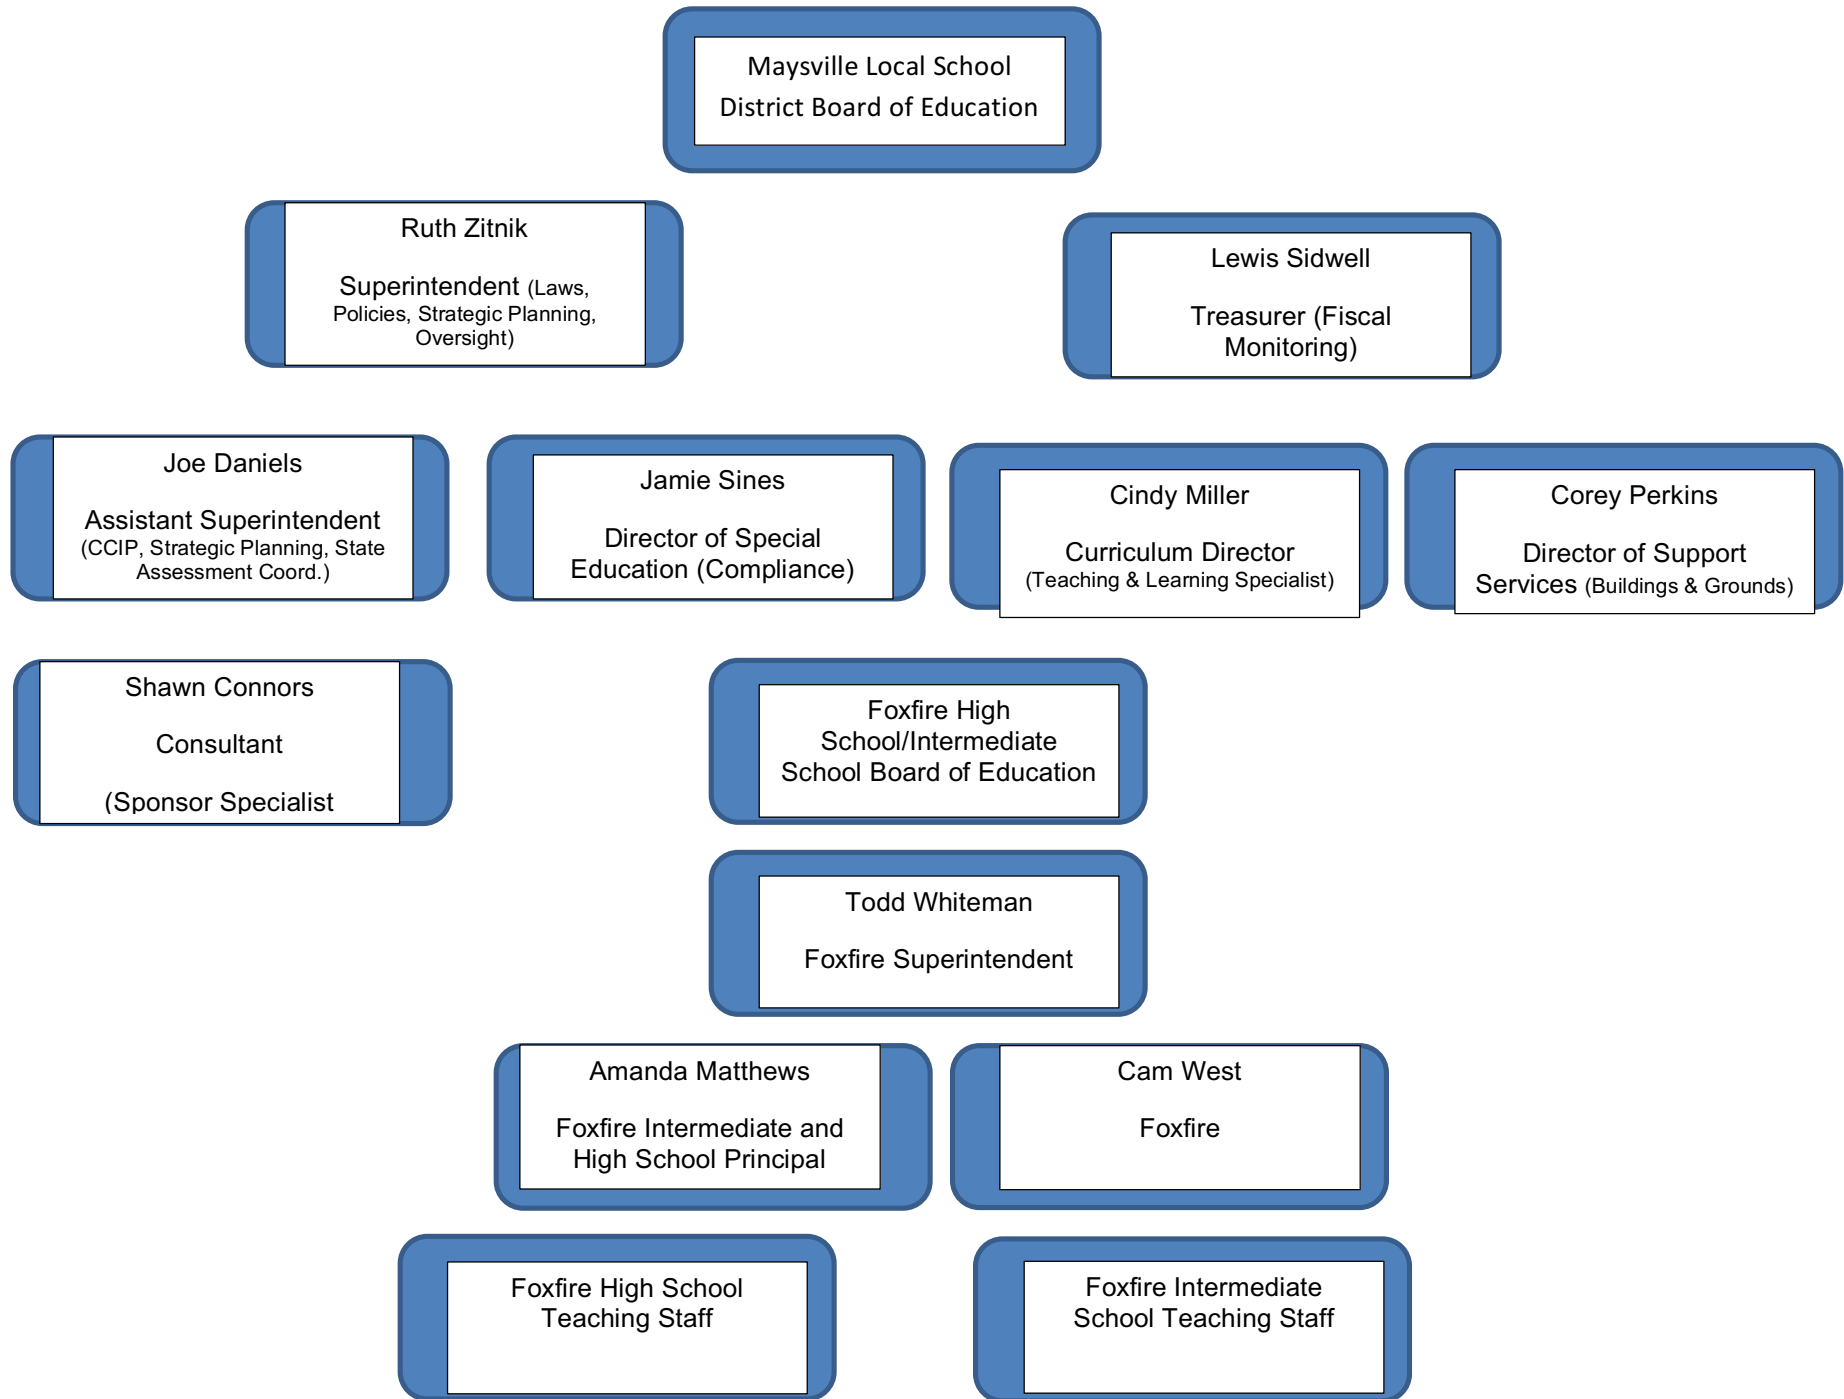 Maysville Local School
District Board of Education
Ruth Zitnik
Superintendent (Laws,
Policies, Strategic Planning,
Oversight)
Lewis Sidwell
Treasurer (Fiscal
Monitoring)
Joe Daniels
Assistant Superintendent
(CCIP, Strategic Planning, State
Assessment Coord.)
Jamie Sines
Director of Special
Education (Compliance)
Cindy Miller
Curriculum Director
(Teaching & Learning Specialist)
Corey Perkins
Director of Support
Services (Buildings & Grounds)
Shawn Connors
Consultant
(Sponsor Specialist
Foxfire High
School/Intermediate
School Board of Education
Todd Whiteman
Foxfire Superintendent
Amanda Matthews
Foxfire Intermediate and
High School Principal
Cam West
Foxfire
Foxfire High School
Teaching Staff
Foxfire Intermediate
School Teaching Staff